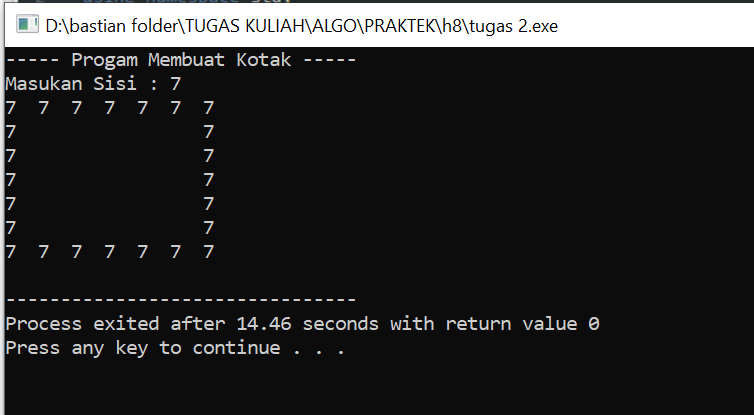 D:\bastian folder\TUGAS KULIAH\ALGO\PRAKTEK\h8\tugas 2.exe
----- Progam Membuat Kotak -----
Masukan Sisi : 7
7  7  7  7  7  7  7
7                 7
7                 7
7                 7
7                 7
7                 7
7  7  7  7  7  7  7
--------------------------------
Process exited after 14.46 seconds with return value 0
Press any key to continue . . .